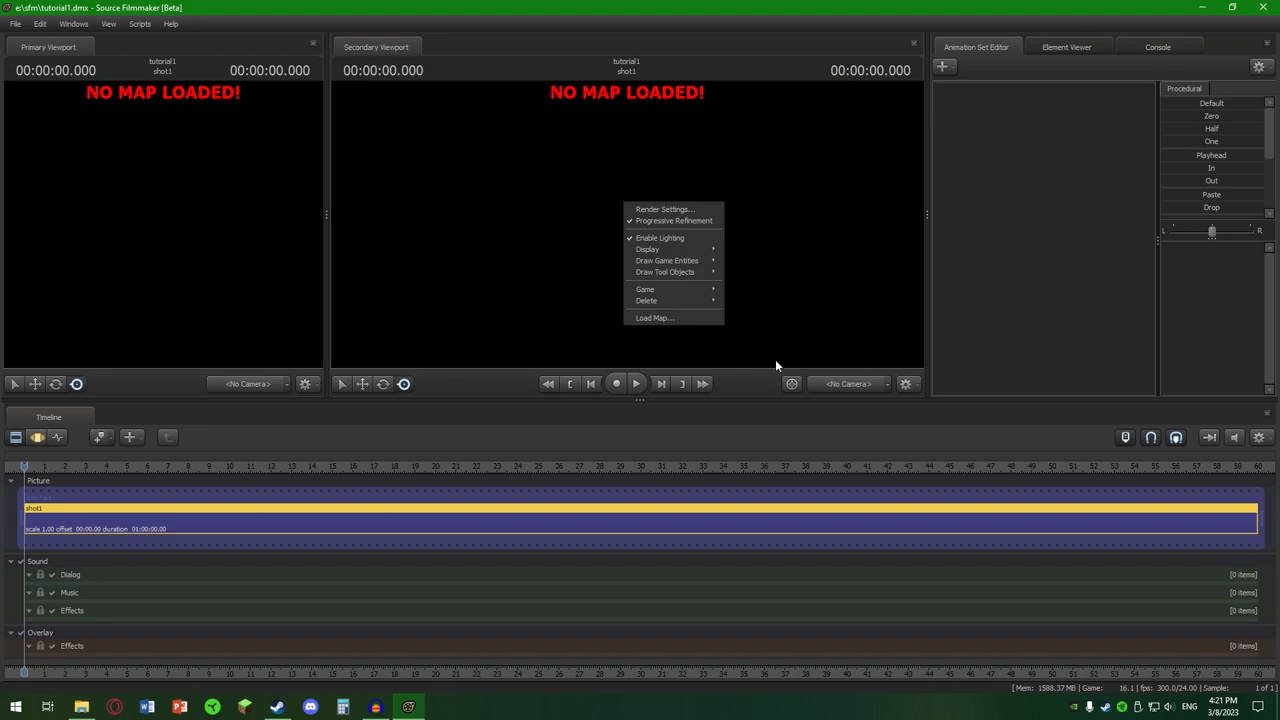 e:\sfm\tutorial1.dmx - Source Filmmaker [Beta]
File Edit Windows View Scripts Help
Primary Viewport
Secondary Viewport
Animation Set Editor
Element Viewer
Console
tutorial1
shot1
00:00:00.000
00:00:00.000
NO MAP LOADED!
tutorial1
shot1
00:00:00.000
00:00:00.000
NO MAP LOADED!
Procedural
Default
Zero
Half
One
Playhead
In
Out
Paste
Drop
L
R
Render Settings...
Progressive Refinement
Enable Lighting
Display
Draw Game Entities
Draw Tool Objects
Game
Delete
Load Map...
<No Camera>
<No Camera>
Timeline
1 2 3 4 5 6 7 8 9 10 11 12 13 14 15 16 17 18 19 20 21 22 23 24 25 26 27 28 29 30 31 32 33 34 35 36 37 38 39 40 41 42 43 44 45 46 47 48 49 50 51 52 53 54 55 56 57 58 59 60
Picture
tutorial1
shot1
scale 1.00 offset 00:00.00 duration 01:00:00.00
Sound
Dialog
[0 items]
Music
[0 items]
Effects
[0 items]
Overlay
Effects
[0 items]
1 2 3 4 5 6 7 8 9 10 11 12 13 14 15 16 17 18 19 20 21 22 23 24 25 26 27 28 29 30 31 32 33 34 35 36 37 38 39 40 41 42 43 44 45 46 47 48 49 50 51 52 53 54 55 56 57 58 59 60
[ Mem: 1588.37 MB | Game: 16.1 | fps: 300.0/24.00 | Sample: 1 of 1 ]
ENG
4:21 PM
3/8/2023